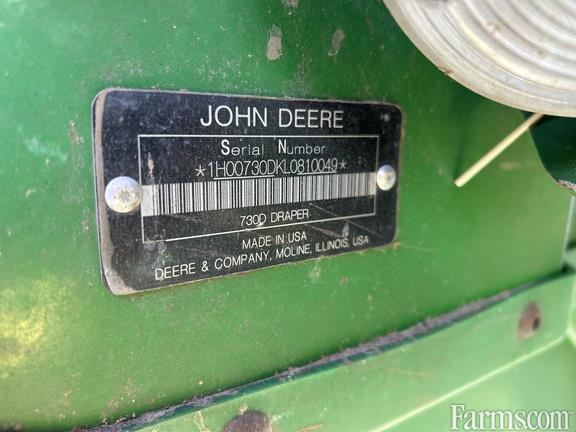 JOHN DEERE
Serial Number
*1H00730DKL0810049*
730D DRAPER
MADE IN USA
DEERE & COMPANY, MOLINE, ILLINOIS, USA
Farms.com®